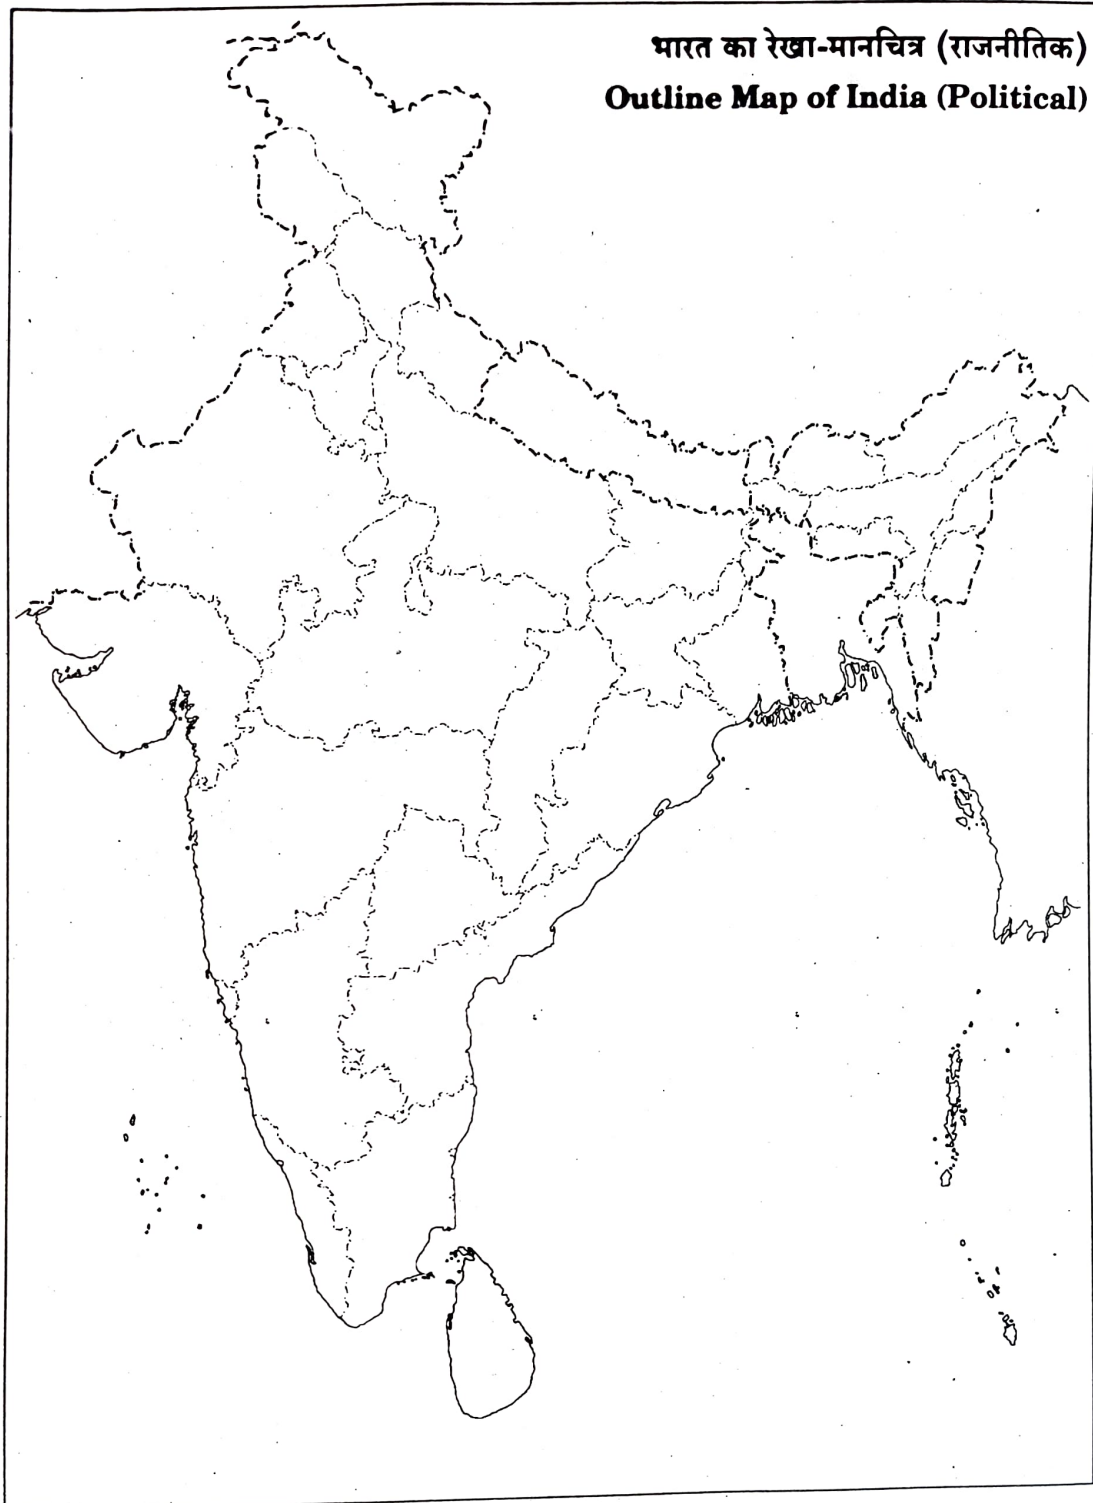 भारत का रेखा-मानचित्र (राजनीतिक)
Outline Map of India (Political)